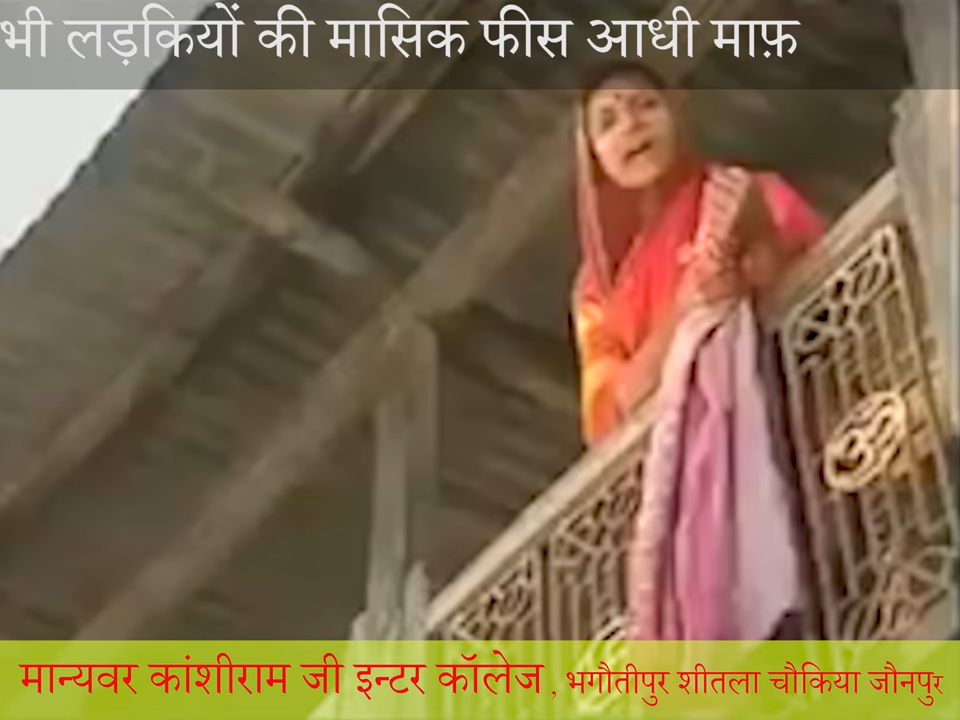 भी लड़कियों की मासिक फीस आधी माफ़
ॐ
मान्यवर कांशीराम जी इन्टर कॉलेज, भगौतीपुर शीतला चौकिया जौनपुर